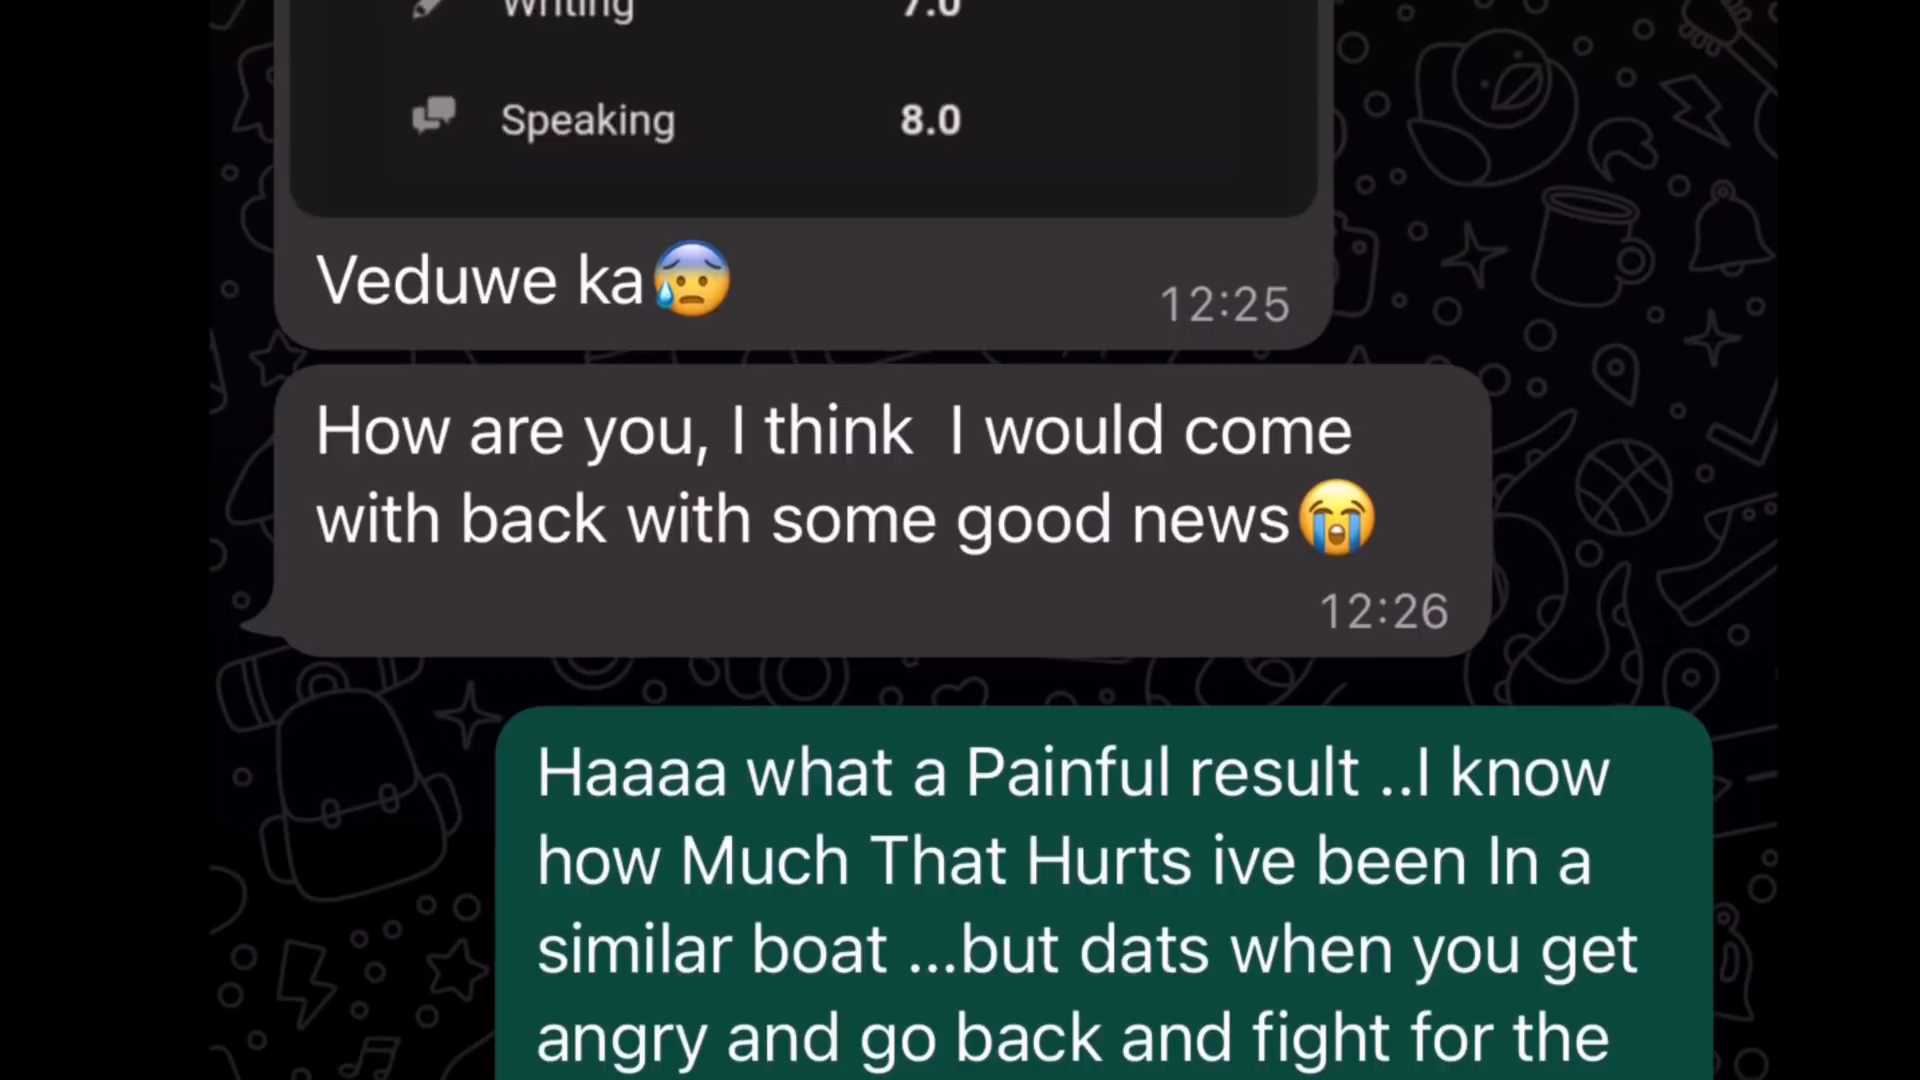 Writing 7.0
Speaking 8.0
Veduwe ka😰
12:25
How are you, I think  I would come
with back with some good news😭
12:26
Haaaa what a Painful result ..I know
how Much That Hurts ive been In a
similar boat ...but dats when you get
angry and go back and fight for the